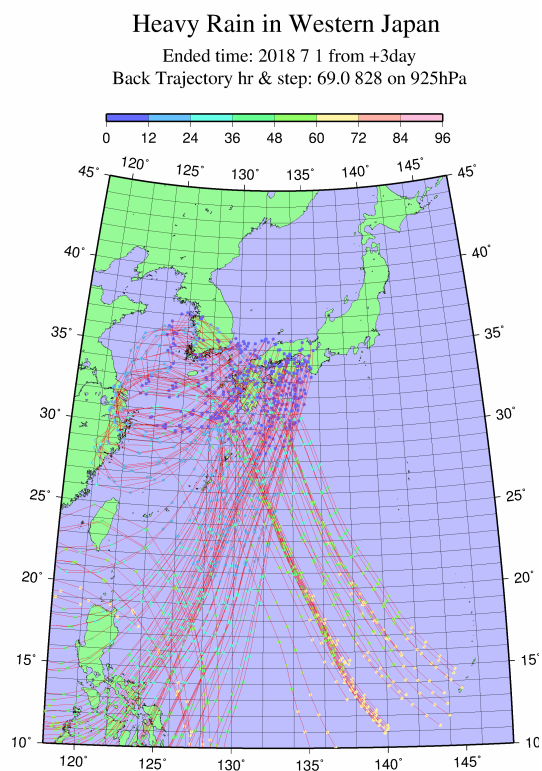 Heavy Rain in Western Japan
Ended time: 2018 7 1 from +3day
Back Trajectory hr & step: 69.0 828 on 925hPa
0 12 24 36 48 60 72 84 96
120° 125° 130° 135° 140° 145°
45° 45°
40° 40°
35° 35°
30° 30°
25° 25°
20° 20°
15° 15°
10° 10°
120° 125° 130° 135° 140° 145°